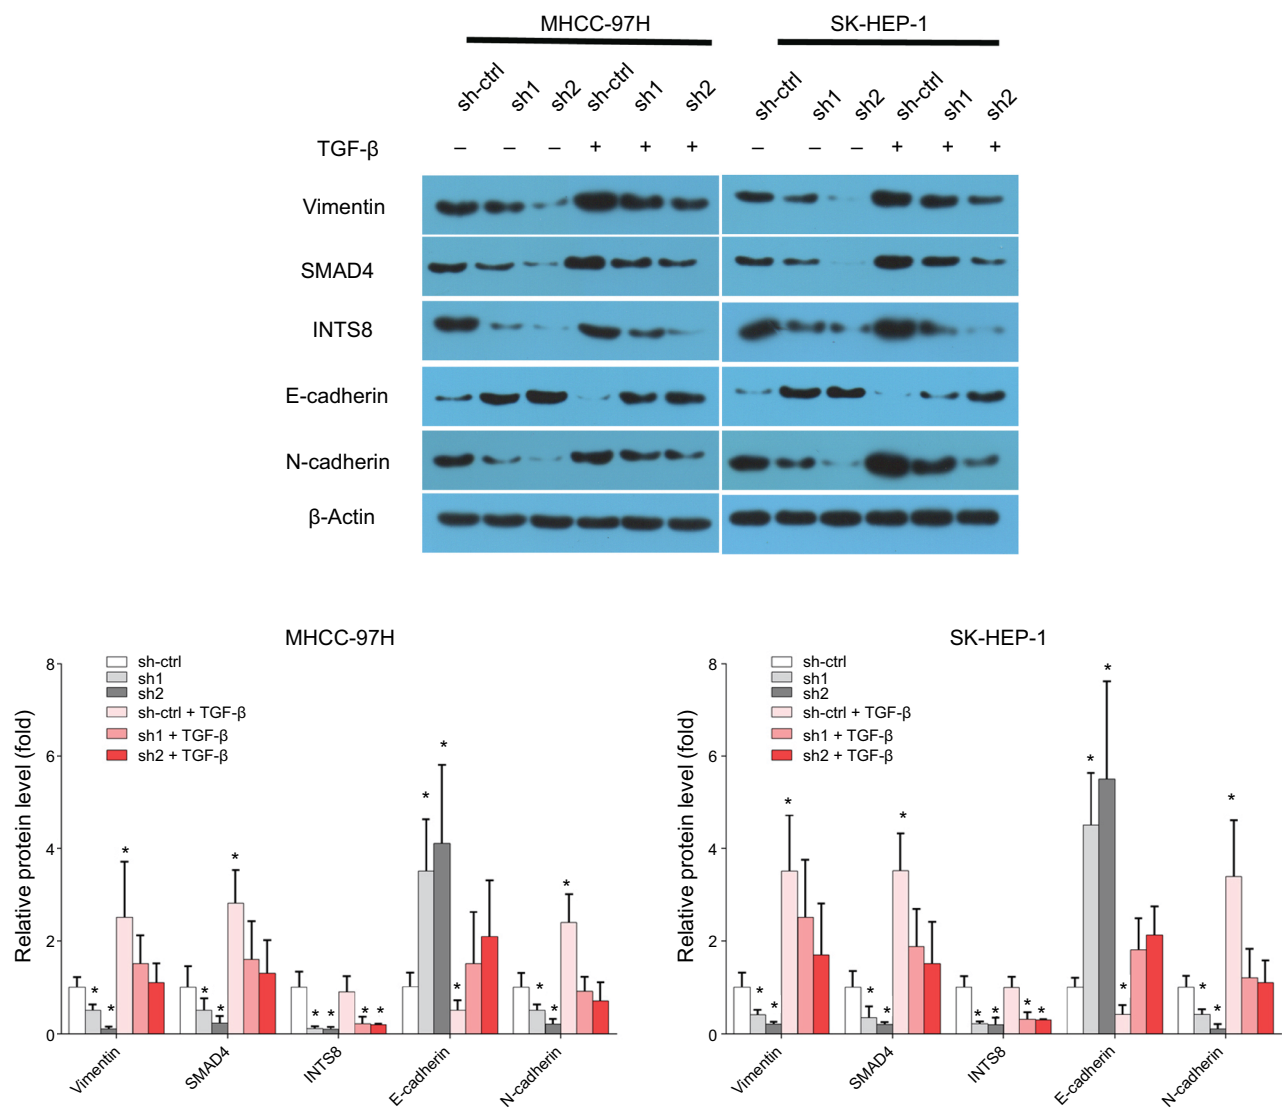 MHCC-97H SK-HEP-1
sh-ctrl sh1 sh2 sh-ctrl sh1 sh2 sh-ctrl sh1 sh2 sh-ctrl sh1 sh2
TGF-β – – – + + + – – – + + +
Vimentin
SMAD4
INTS8
E-cadherin
N-cadherin
β-Actin
MHCC-97H
sh-ctrl
sh1
sh2
sh-ctrl + TGF-β
sh1 + TGF-β
sh2 + TGF-β
Relative protein level (fold)
8
6
4
2
0
* * * * * * * * * * * * * * * * *
Vimentin SMAD4 INTS8 E-cadherin N-cadherin
SK-HEP-1
sh-ctrl
sh1
sh2
sh-ctrl + TGF-β
sh1 + TGF-β
sh2 + TGF-β
Relative protein level (fold)
8
6
4
2
0
* * * * * * * * * * * * * * * * *
Vimentin SMAD4 INTS8 E-cadherin N-cadherin